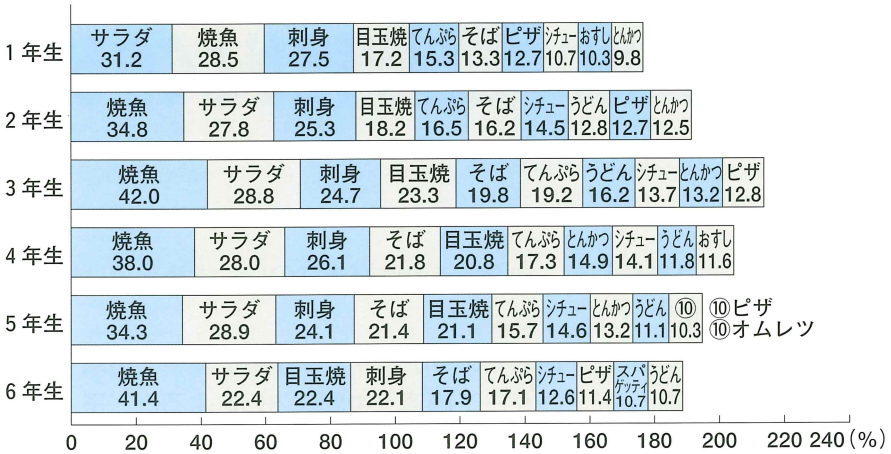 1年生
サラダ 焼魚 刺身 目玉焼 てんぷら そば ピザ シチュー おすし とんかつ
31.2 28.5 27.5 17.2 15.3 13.3 12.7 10.7 10.3 9.8
2年生
焼魚 サラダ 刺身 目玉焼 てんぷら そば シチュー うどん ピザ とんかつ
34.8 27.8 25.3 18.2 16.5 16.2 14.5 12.8 12.7 12.5
3年生
焼魚 サラダ 刺身 目玉焼 そば てんぷら うどん シチュー とんかつ ピザ
42.0 28.8 24.7 23.3 19.8 19.2 16.2 13.7 13.2 12.8
4年生
焼魚 サラダ 刺身 そば 目玉焼 てんぷら とんかつ シチュー うどん おすし
38.0 28.0 26.1 21.8 20.8 17.3 14.9 14.1 11.8 11.6
5年生
焼魚 サラダ 刺身 そば 目玉焼 てんぷら シチュー とんかつ うどん ⑩ ⑩ピザ
34.3 28.9 24.1 21.4 21.1 15.7 14.6 13.2 11.1 10.3 ⑩オムレツ
6年生
焼魚 サラダ 目玉焼 刺身 そば てんぷら シチュー ピザ スパゲッティ うどん
41.4 22.4 22.4 22.1 17.9 17.1 12.6 11.4 10.7 10.7
0 20 40 60 80 100 120 140 160 180 200 220 240(%)